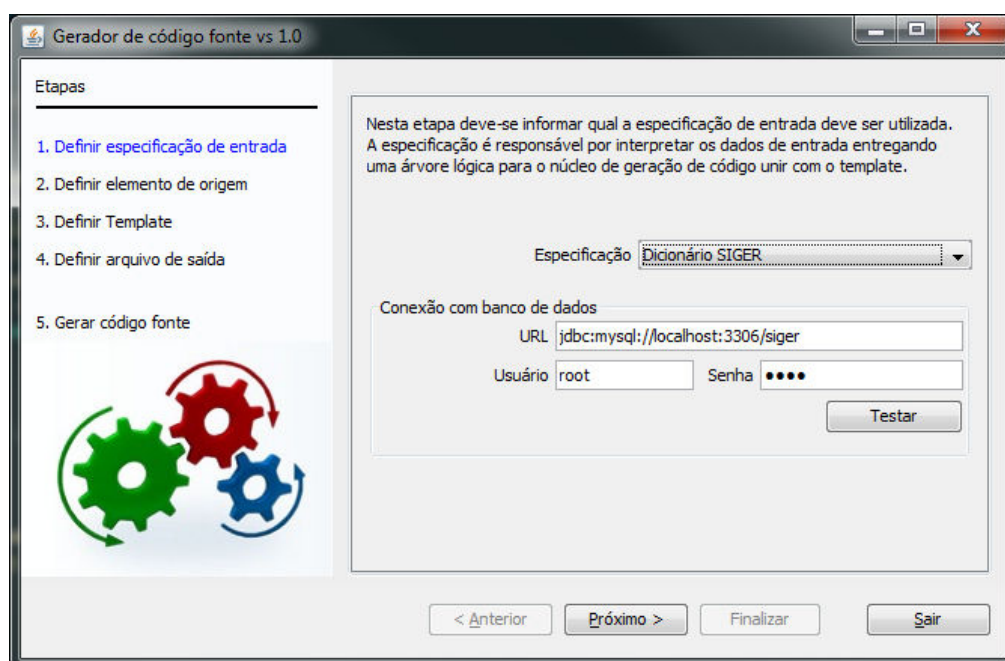 Gerador de código fonte vs 1.0
Etapas
1. Definir especificação de entrada
2. Definir elemento de origem
3. Definir Template
4. Definir arquivo de saída
5. Gerar código fonte
Nesta etapa deve-se informar qual a especificação de entrada deve ser utilizada.
A especificação é responsável por interpretar os dados de entrada entregando
uma árvore lógica para o núcleo de geração de código unir com o template.
Especificação Dicionário SIGER
Conexão com banco de dados
URL jdbc:mysql://localhost:3306/siger
Usuário root Senha ●●●●
Testar
< Anterior Próximo > Finalizar Sair